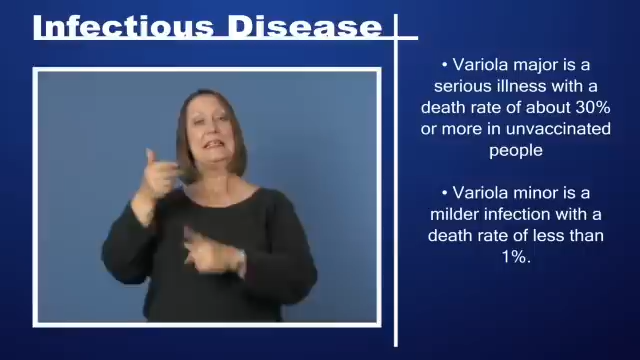 Infectious Disease
• Variola major is a
serious illness with a
death rate of about 30%
or more in unvaccinated
people
• Variola minor is a
milder infection with a
death rate of less than
1%.